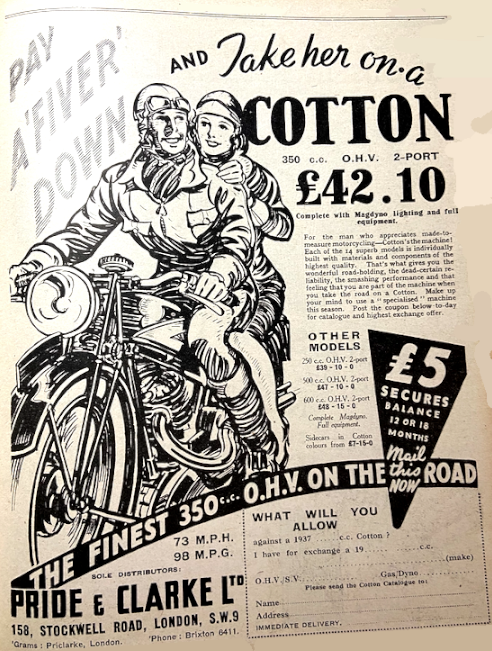 PAY
A 'FIVER'
DOWN
AND Take her on a
COTTON
350 c.c. O.H.V. 2-PORT
£42.10
Complete with Magdyno lighting and full
equipment.
For the man who appreciates made-to-
measure motorcycling—Cotton's the machine!
Each of the 14 superb models is individually
built with materials and components of the
highest quality. That's what gives you the
wonderful road-holding, the dead-certain re-
liability, the smashing performance and that
feeling that you are part of the machine when
you take the road on a Cotton. Make up
your mind to use a "specialised" machine
this season. Post the coupon below to-day
for catalogue and highest exchange offer.
OTHER
MODELS
250 c.c. O.H.V. 2-port
£39 - 10 - 0
500 c.c. O.H.V. 2-port
£47 - 10 - 0
600 c.c. O.H.V. 2-port
£48 - 15 - 0
Complete Magdyno.
Full equipment.
Sidecars in Cotton
colours from £7-15-0
£5
SECURES
BALANCE
12 OR 18
MONTHS
Mail
this
NOW
THE FINEST 350 c.c. O.H.V. ON THE ROAD
73 M.P.H.
98 M.P.G.
SOLE DISTRIBUTORS:
PRIDE & CLARKE LTD
158, STOCKWELL ROAD, LONDON, S.W.9
'Grams: Priclarke, London. 'Phone: Brixton 6411.
WHAT WILL YOU
ALLOW
against a 1937 ......c.c. Cotton ?
I have for exchange a 19..........c.c.
(make)
O.H.V./S.V. Gas/Dyno
Please send the Cotton Catalogue to:
Name
Address
IMMEDIATE DELIVERY.